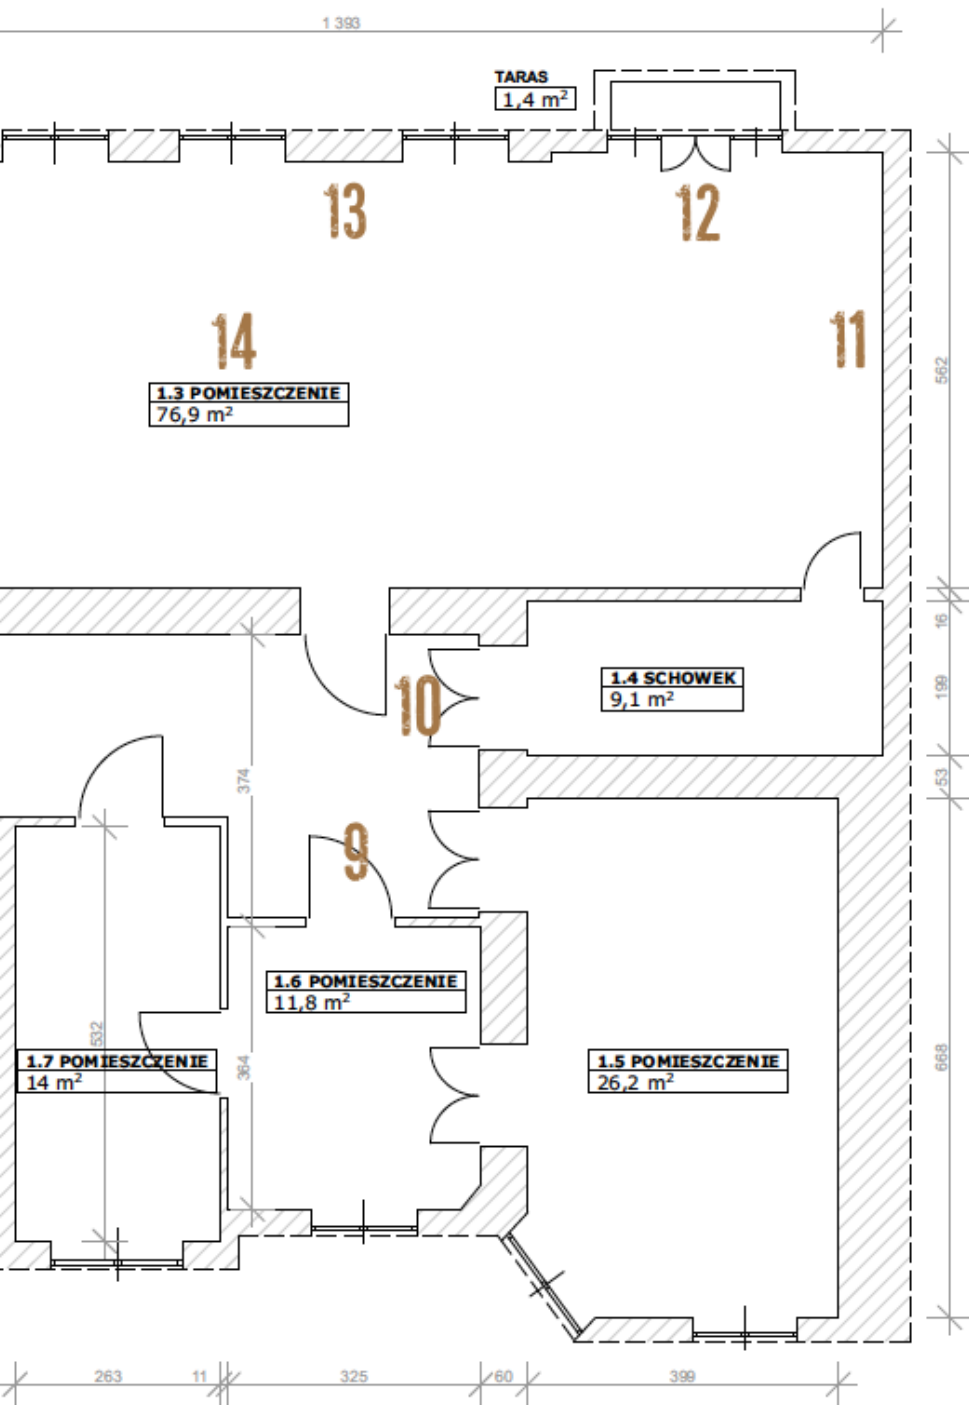 1 393
TARAS
1,4 m²
13
12
14
11
1.3 POMIESZCZENIE
76,9 m²
562
16
1.4 SCHOWEK
9,1 m²
10
199
374
53
9
1.6 POMIESZCZENIE
11,8 m²
532
1.7 POMIESZCZENIE
14 m²
364
1.5 POMIESZCZENIE
26,2 m²
668
263
11
325
60
399